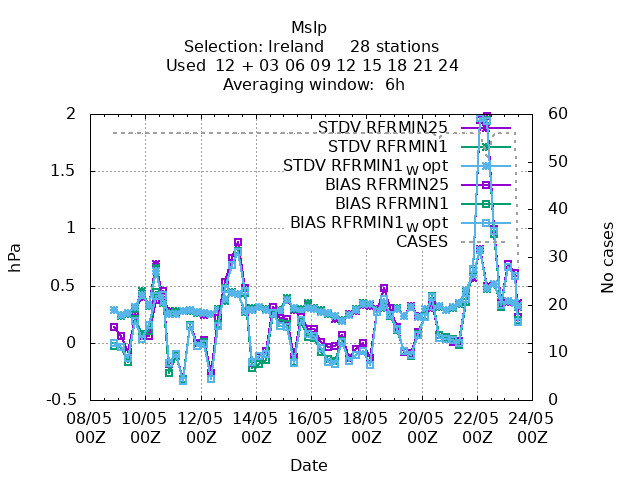 Mslp
Selection: Ireland 28 stations
Used 12 + 03 06 09 12 15 18 21 24
Averaging window: 6h
2
1.5
1
0.5
0
-0.5
hPa
60
50
40
30
20
10
0
No cases
STDV RFRMIN25
STDV RFRMIN1
STDV RFRMIN1_w opt
BIAS RFRMIN25
BIAS RFRMIN1
BIAS RFRMIN1_w opt
CASES
08/05 10/05 12/05 14/05 16/05 18/05 20/05 22/05 24/05
00Z 00Z 00Z 00Z 00Z 00Z 00Z 00Z 00Z
Date